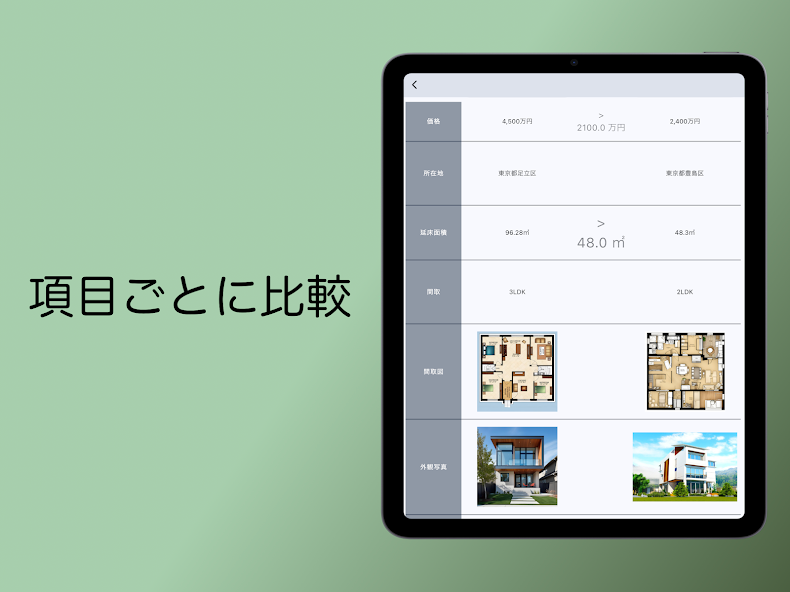 項目ごとに比較
価格
4,500万円
>
2100.0 万円
2,400万円
所在地
東京都足立区
東京都豊島区
延床面積
96.28㎡
>
48.0 ㎡
48.3㎡
間取
3LDK
2LDK
間取図
外観写真